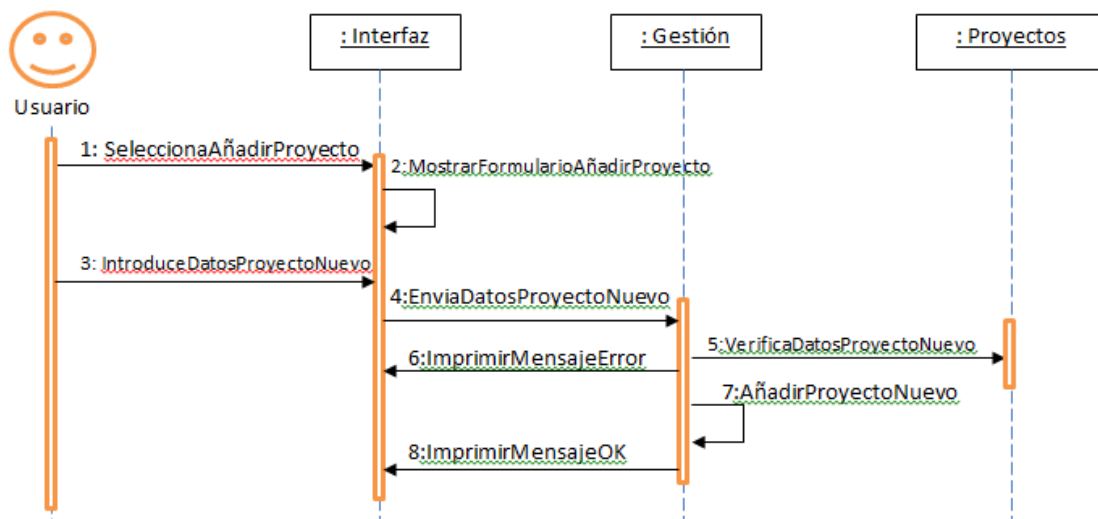 : Interfaz
: Gestión
: Proyectos
Usuario
1: SeleccionaAñadirProyecto
2:MostrarFormularioAñadirProyecto
3: IntroduceDatosProyectoNuevo
4:EnviaDatosProyectoNuevo
5:VerificaDatosProyectoNuevo
6:ImprimirMensajeError
7:AñadirProyectoNuevo
8:ImprimirMensajeOK